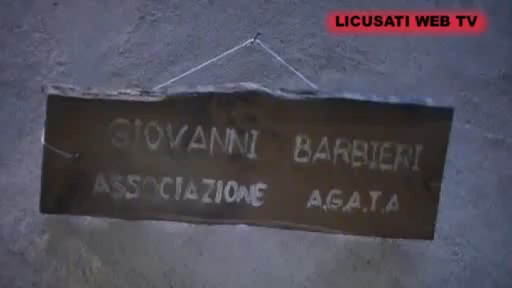 LICUSATI WEB TV
GIOVANNI BARBIERI
ASSOCIAZIONE A.G.A.T.A